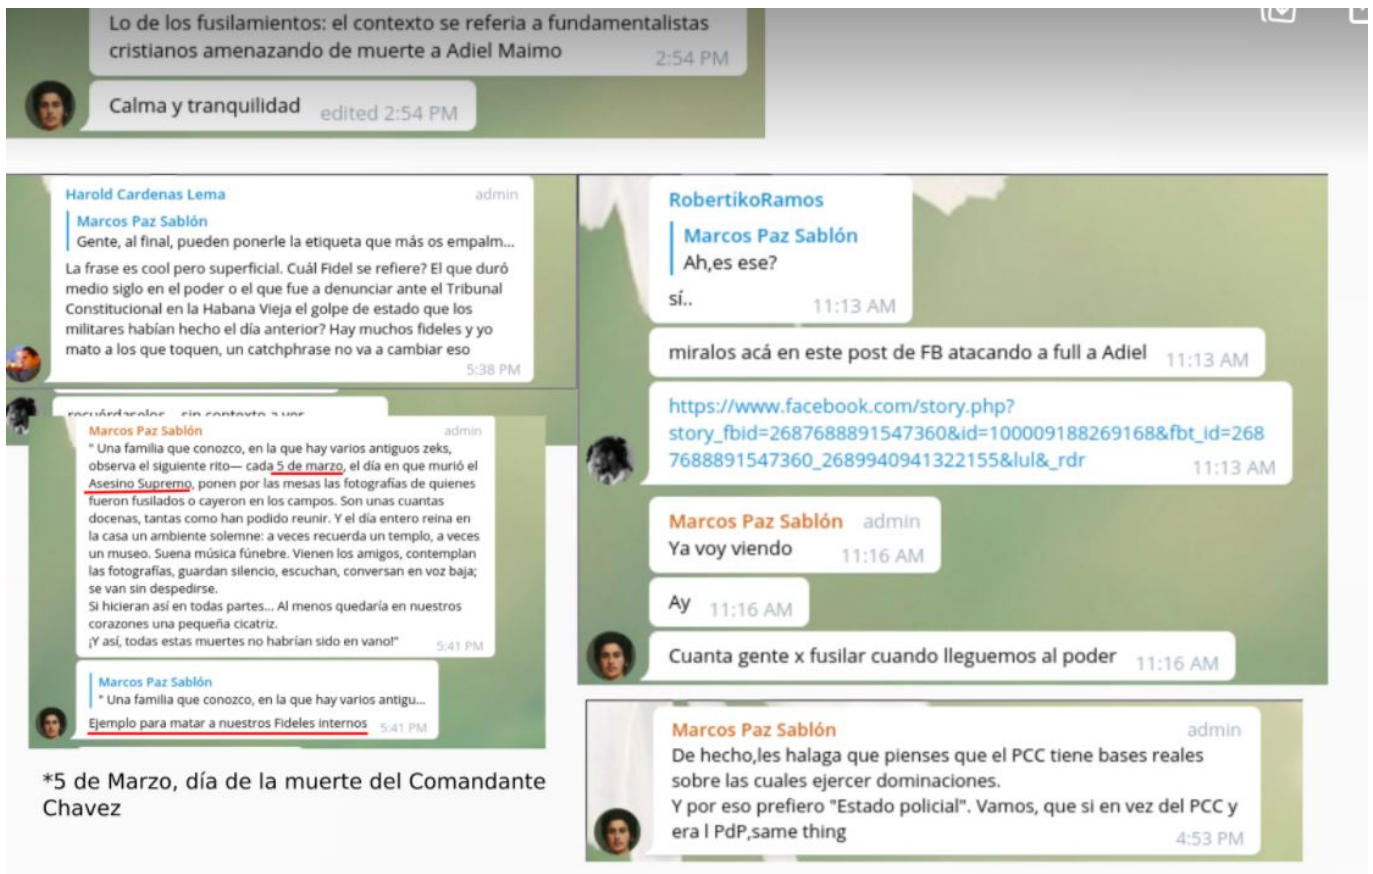 Lo de los fusilamientos: el contexto se referia a fundamentalistas
cristianos amenazando de muerte a Adiel Maimo
2:54 PM
Calma y tranquilidad edited 2:54 PM
Harold Cardenas Lema admin
Marcos Paz Sablón
Gente, al final, pueden ponerle la etiqueta que más os empalm...
La frase es cool pero superficial. Cuál Fidel se refiere? El que duró
medio siglo en el poder o el que fue a denunciar ante el Tribunal
Constitucional en la Habana Vieja el golpe de estado que los
militares habían hecho el día anterior? Hay muchos fideles y yo
mato a los que toquen, un catchphrase no va a cambiar eso
5:38 PM
Marcos Paz Sablón admin
" Una familia que conozco, en la que hay varios antiguos zeks,
observa el siguiente rito— cada 5 de marzo, el día en que murió el
Asesino Supremo, ponen por las mesas las fotografías de quienes
fueron fusilados o cayeron en los campos. Son unas cuantas
docenas, tantas como han podido reunir. Y el día entero reina en
la casa un ambiente solemne: a veces recuerda un templo, a veces
un museo. Suena música fúnebre. Vienen los amigos, contemplan
las fotografías, guardan silencio, escuchan, conversan en voz baja;
se van sin despedirse.
Si hicieran así en todas partes... Al menos quedaría en nuestros
corazones una pequeña cicatriz.
¡Y así, todas estas muertes no habrían sido en vano!" 5:41 PM
Marcos Paz Sablón
" Una familia que conozco, en la que hay varios antigu...
Ejemplo para matar a nuestros Fideles internos 5:41 PM
*5 de Marzo, día de la muerte del Comandante
Chavez
RobertikoRamos
Marcos Paz Sablón
Ah,es ese?
sí.. 11:13 AM
miralos acá en este post de FB atacando a full a Adiel 11:13 AM
https://www.facebook.com/story.php?
story_fbid=2687688891547360&id=100009188269168&fbt_id=268
7688891547360_2689940941322155&lul&_rdr
11:13 AM
Marcos Paz Sablón admin
Ya voy viendo 11:16 AM
Ay 11:16 AM
Cuanta gente x fusilar cuando lleguemos al poder 11:16 AM
Marcos Paz Sablón admin
De hecho,les halaga que pienses que el PCC tiene bases reales
sobre las cuales ejercer dominaciones.
Y por eso prefiero "Estado policial". Vamos, que si en vez del PCC y
era l PdP,same thing
4:53 PM